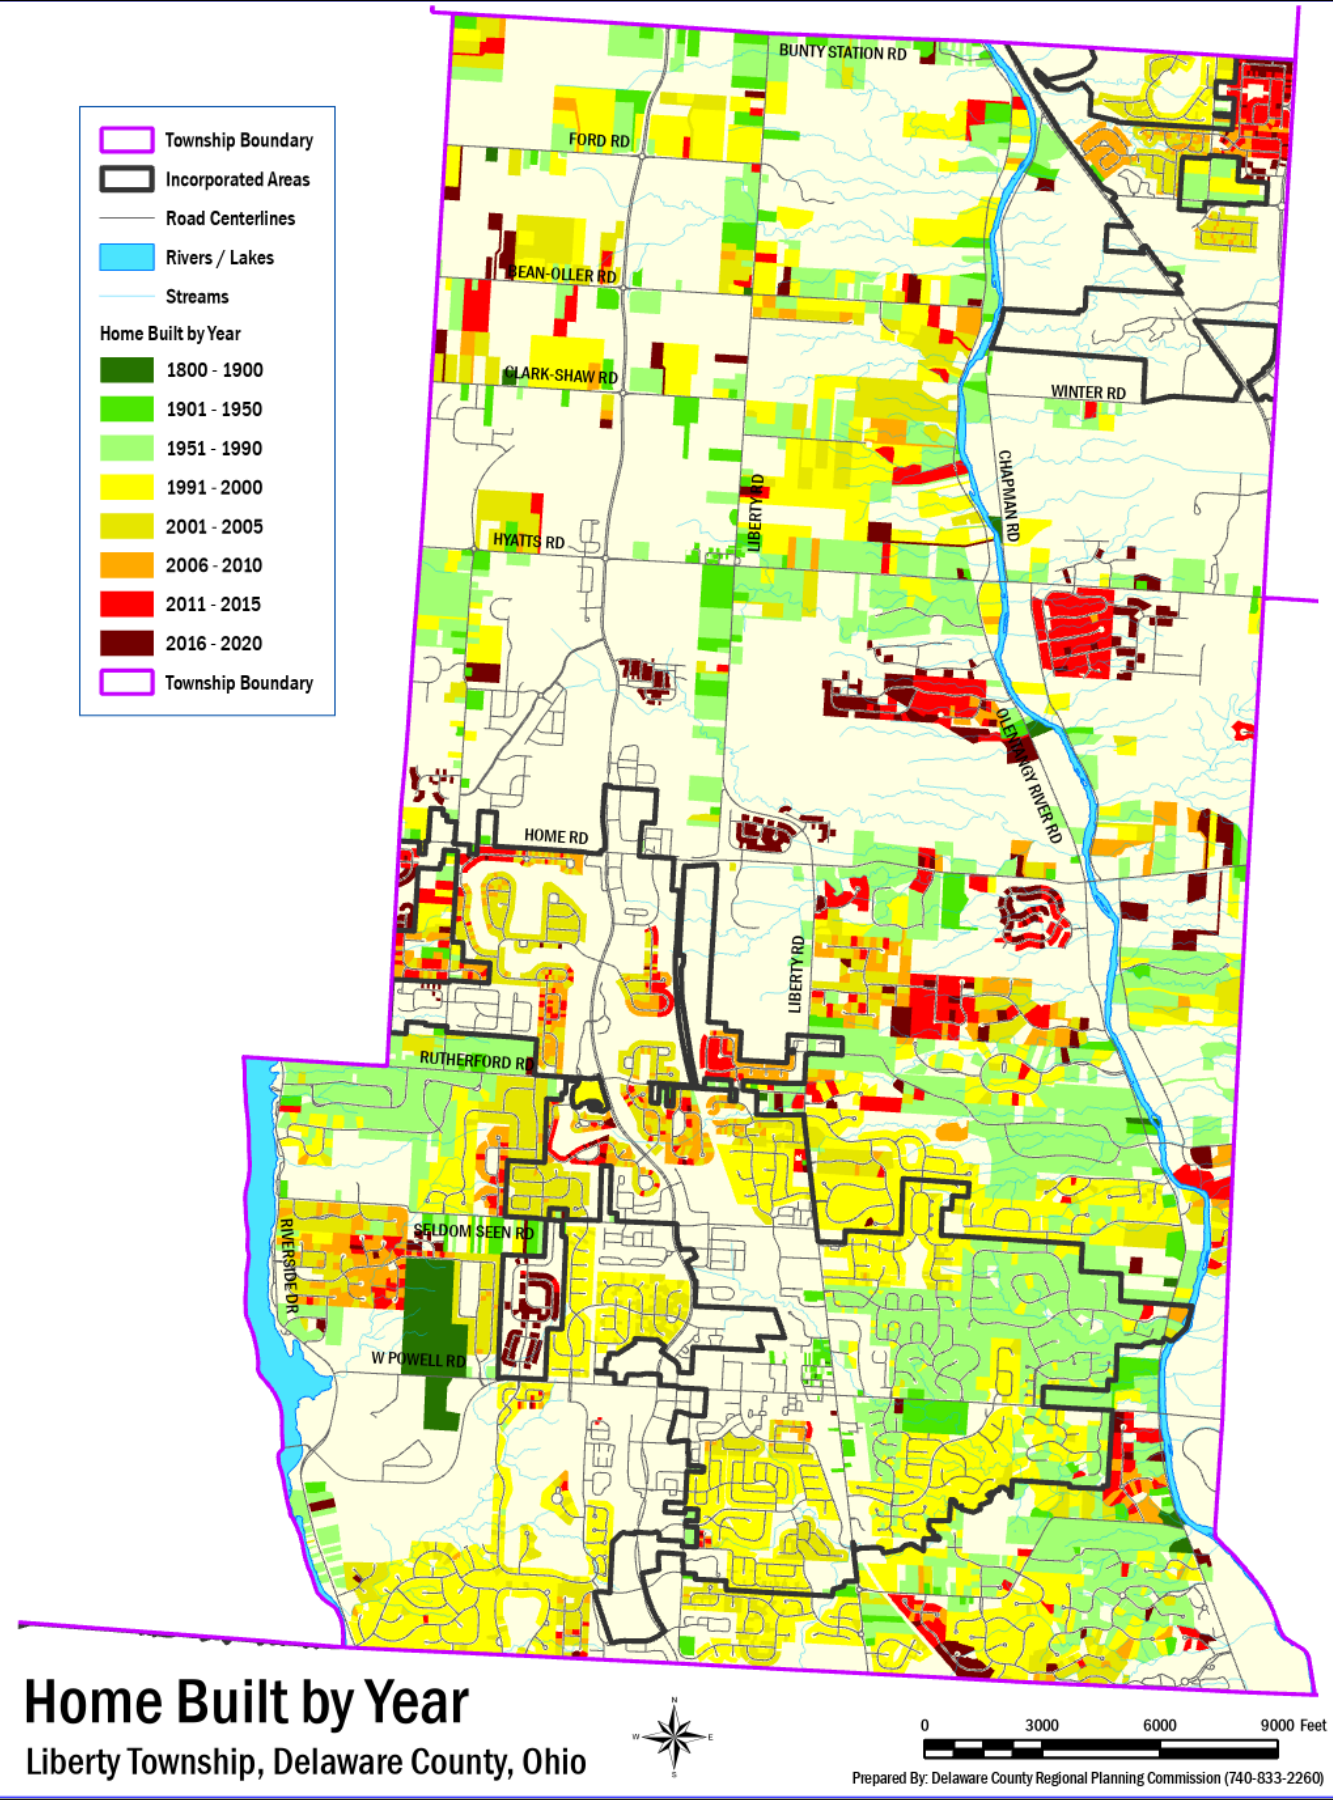 BUNTY STATION RD
Township Boundary
FORD RD
Incorporated Areas
Road Centerlines
Rivers / Lakes
BEAN-OLLER RD
Streams
Home Built by Year
1800 - 1900
CLARK-SHAW RD
WINTER RD
1901 - 1950
1951 - 1990
1991 - 2000
CHAPMAN RD
LIBERTY RD
2001 - 2005
HYATTS RD
2006 - 2010
2011 - 2015
2016 - 2020
Township Boundary
OLENTANGY RIVER RD
HOME RD
LIBERTY RD
RUTHERFORD RD
SELDOM SEEN RD
RIVERSIDE DR
W POWELL RD
Home Built by Year
Liberty Township, Delaware County, Ohio
N
W E
S
0 3000 6000 9000 Feet
Prepared By: Delaware County Regional Planning Commission (740-833-2260)